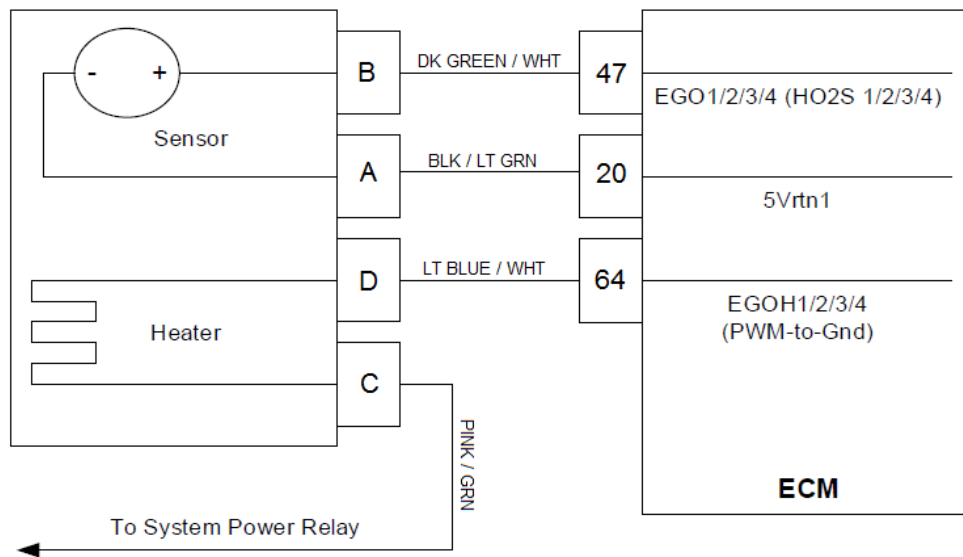 - +
Sensor
B
DK GREEN / WHT
47
EGO1/2/3/4 (HO2S 1/2/3/4)
A
BLK / LT GRN
20
5Vrtn1
D
LT BLUE / WHT
64
EGOH1/2/3/4
(PWM-to-Gnd)
Heater
C
PINK / GRN
To System Power Relay
ECM